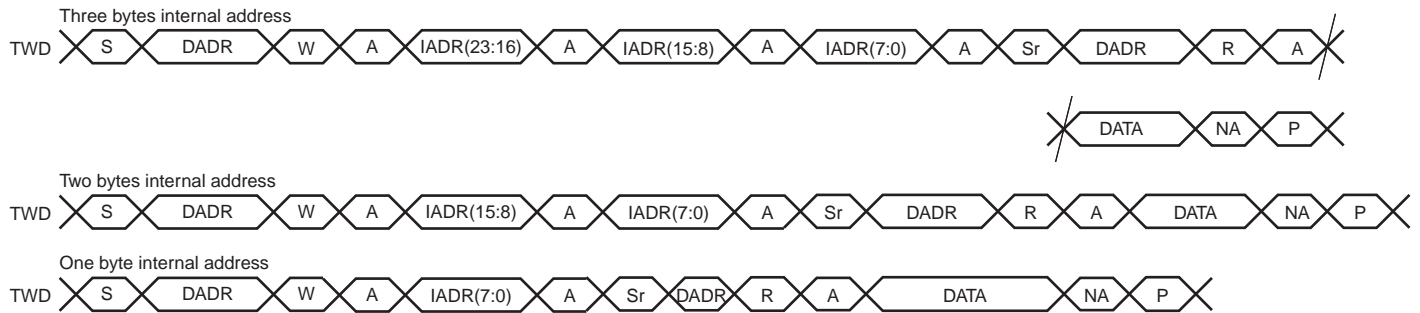 Three bytes internal address
TWD S DADR W A IADR(23:16) A IADR(15:8) A IADR(7:0) A Sr DADR R A
DATA NA P
Two bytes internal address
TWD S DADR W A IADR(15:8) A IADR(7:0) A Sr DADR R A DATA NA P
One byte internal address
TWD S DADR W A IADR(7:0) A Sr DADR R A DATA NA P